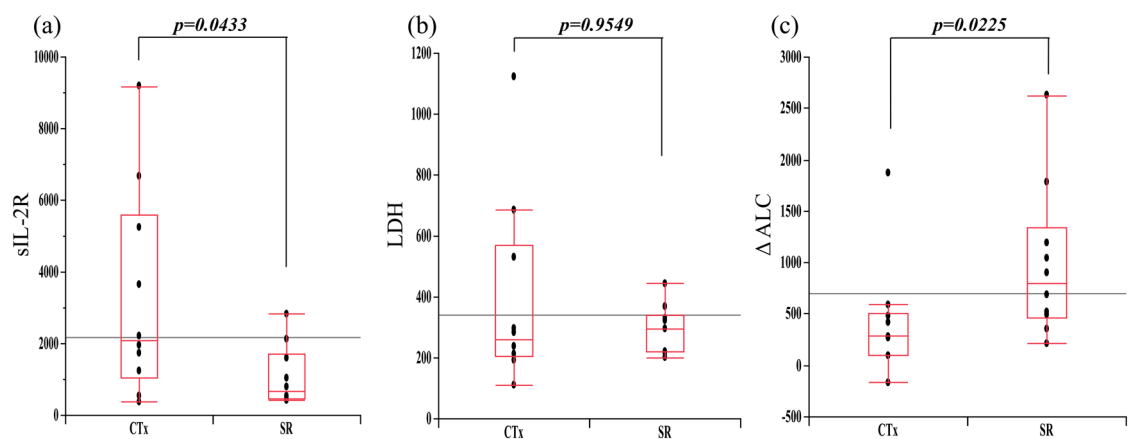 (a)
p=0.0433
sIL-2R
10000
8000
6000
4000
2000
0
CTx
SR
(b)
p=0.9549
LDH
1200
1000
800
600
400
200
0
CTx
SR
(c)
p=0.0225
Δ ALC
3000
2500
2000
1500
1000
500
0
-500
CTx
SR